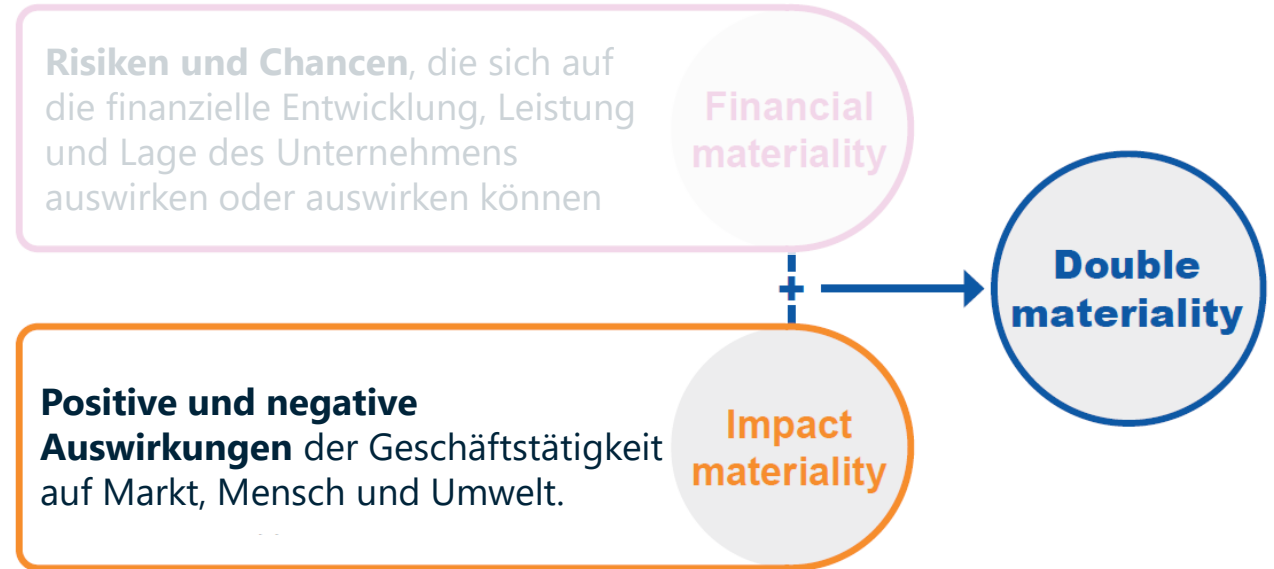 Risiken und Chancen, die sich auf
die finanzielle Entwicklung, Leistung
und Lage des Unternehmens
auswirken oder auswirken können
Financial
materiality
+
Double
materiality
Positive und negative
Auswirkungen der Geschäftstätigkeit
auf Markt, Mensch und Umwelt.
Impact
materiality